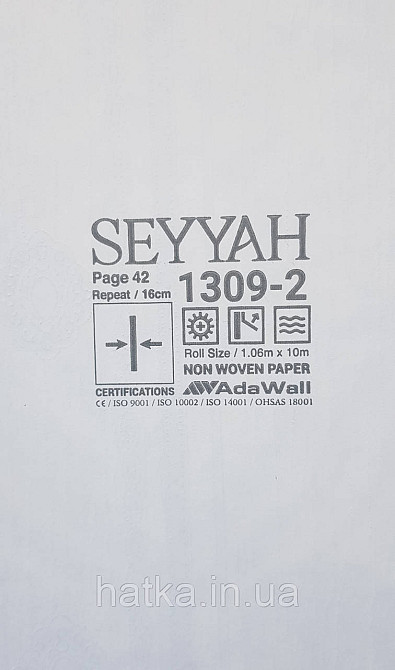 SEYYAH
Page 42
Repeat / 16cm
1309-2
Roll Size / 1.06m x 10m
NON WOVEN PAPER
CERTIFICATIONS
AdaWall
CE / ISO 9001 / ISO 10002 / ISO 14001 / OHSAS 18001
hatka.in.ua